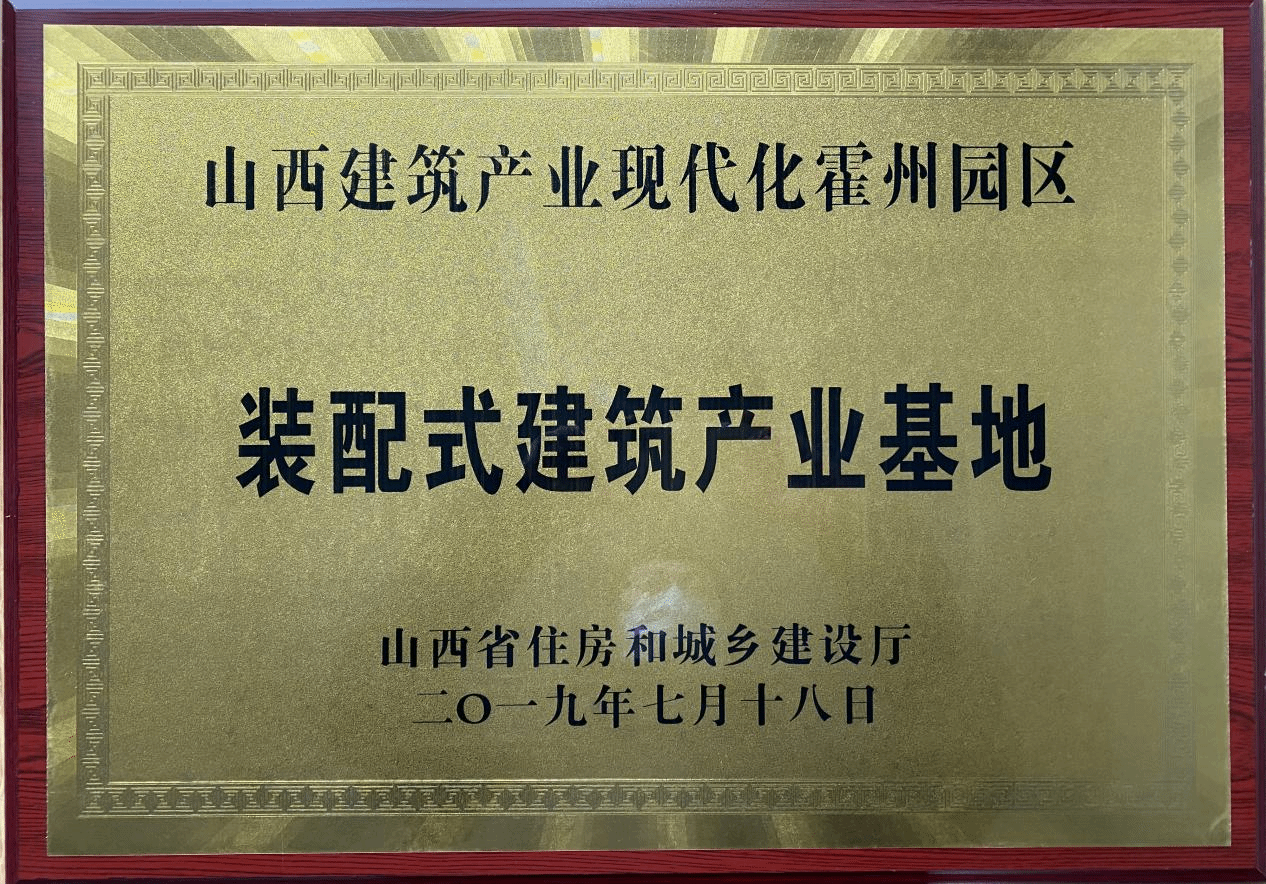 山西建筑产业现代化霍州园区
装配式建筑产业基地
山西省住房和城乡建设厅
二〇一九年七月十八日